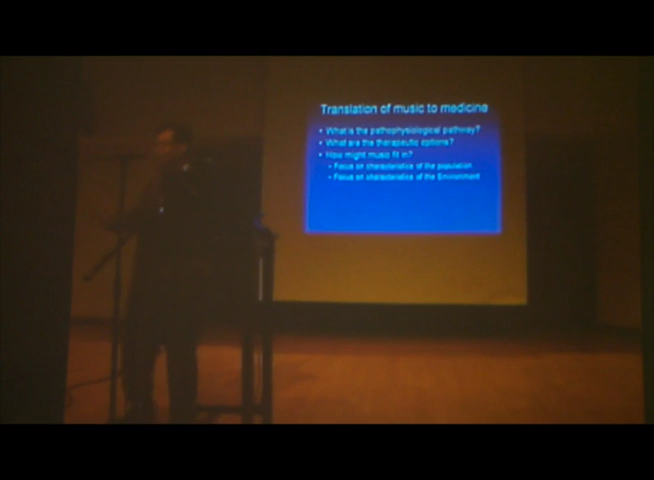 Translation of music to medicine
• What is the pathophysiological pathway?
• What are the therapeutic options?
• How might music fit in?
- Focus on characteristics of the population
- Focus on characteristics of the Environment